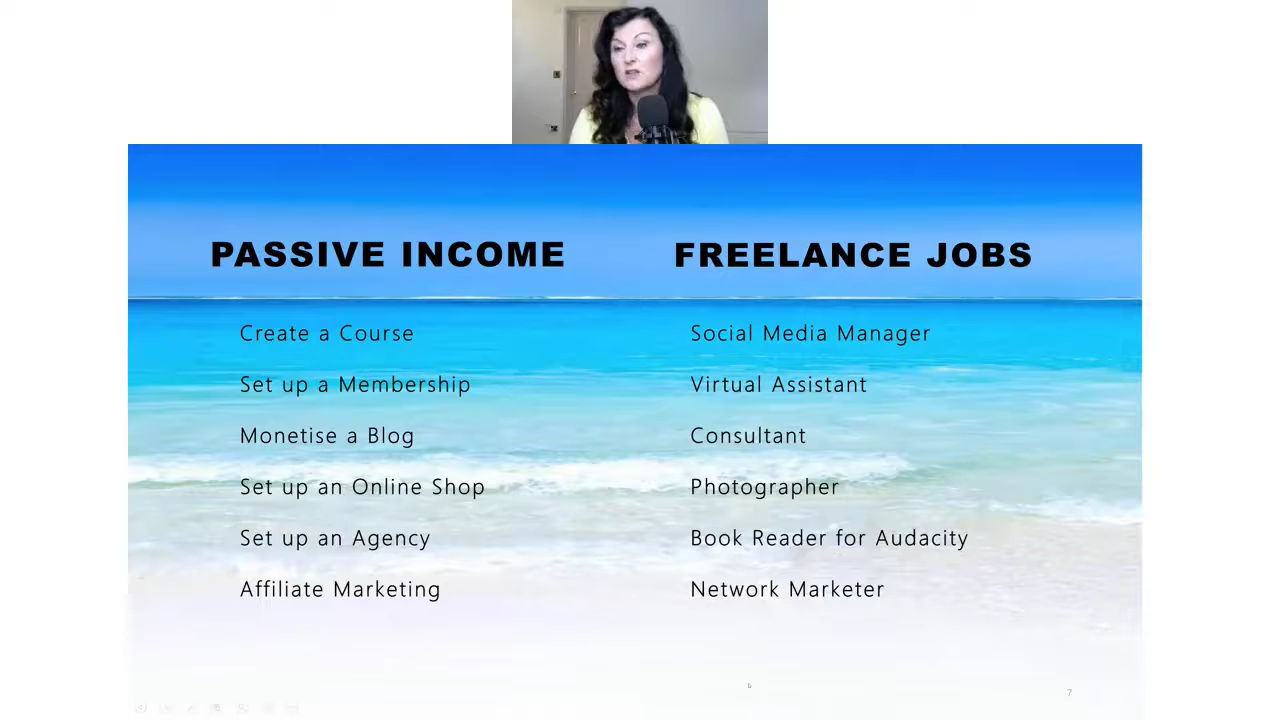 PASSIVE INCOME
Create a Course
Set up a Membership
Monetise a Blog
Set up an Online Shop
Set up an Agency
Affiliate Marketing
FREELANCE JOBS
Social Media Manager
Virtual Assistant
Consultant
Photographer
Book Reader for Audacity
Network Marketer
7